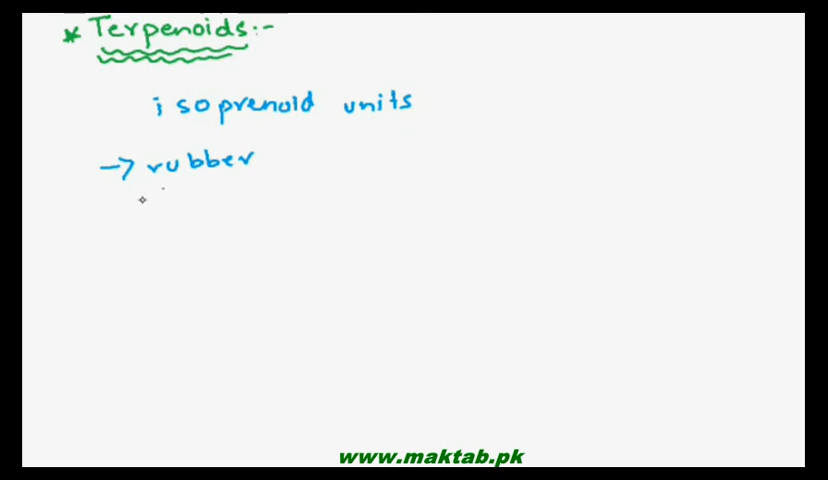 * Terpenoids:-
isoprenoid units
→ rubber
www.maktab.pk